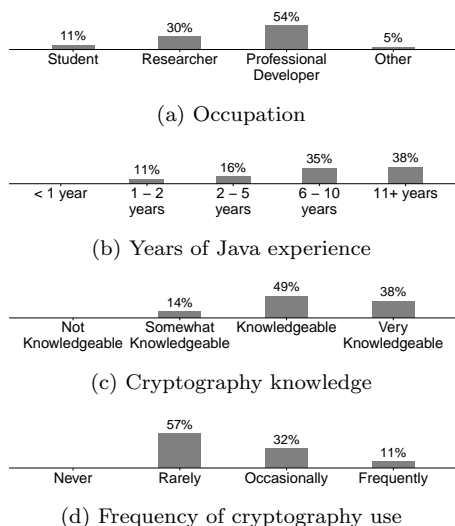 11% 30% 54% 5%
Student Researcher Professional Developer Other
(a) Occupation
11% 16% 35% 38%
< 1 year 1 – 2 years 2 – 5 years 6 – 10 years 11+ years
(b) Years of Java experience
14% 49% 38%
Not Knowledgeable Somewhat Knowledgeable Knowledgeable Very Knowledgeable
(c) Cryptography knowledge
57% 32% 11%
Never Rarely Occasionally Frequently
(d) Frequency of cryptography use